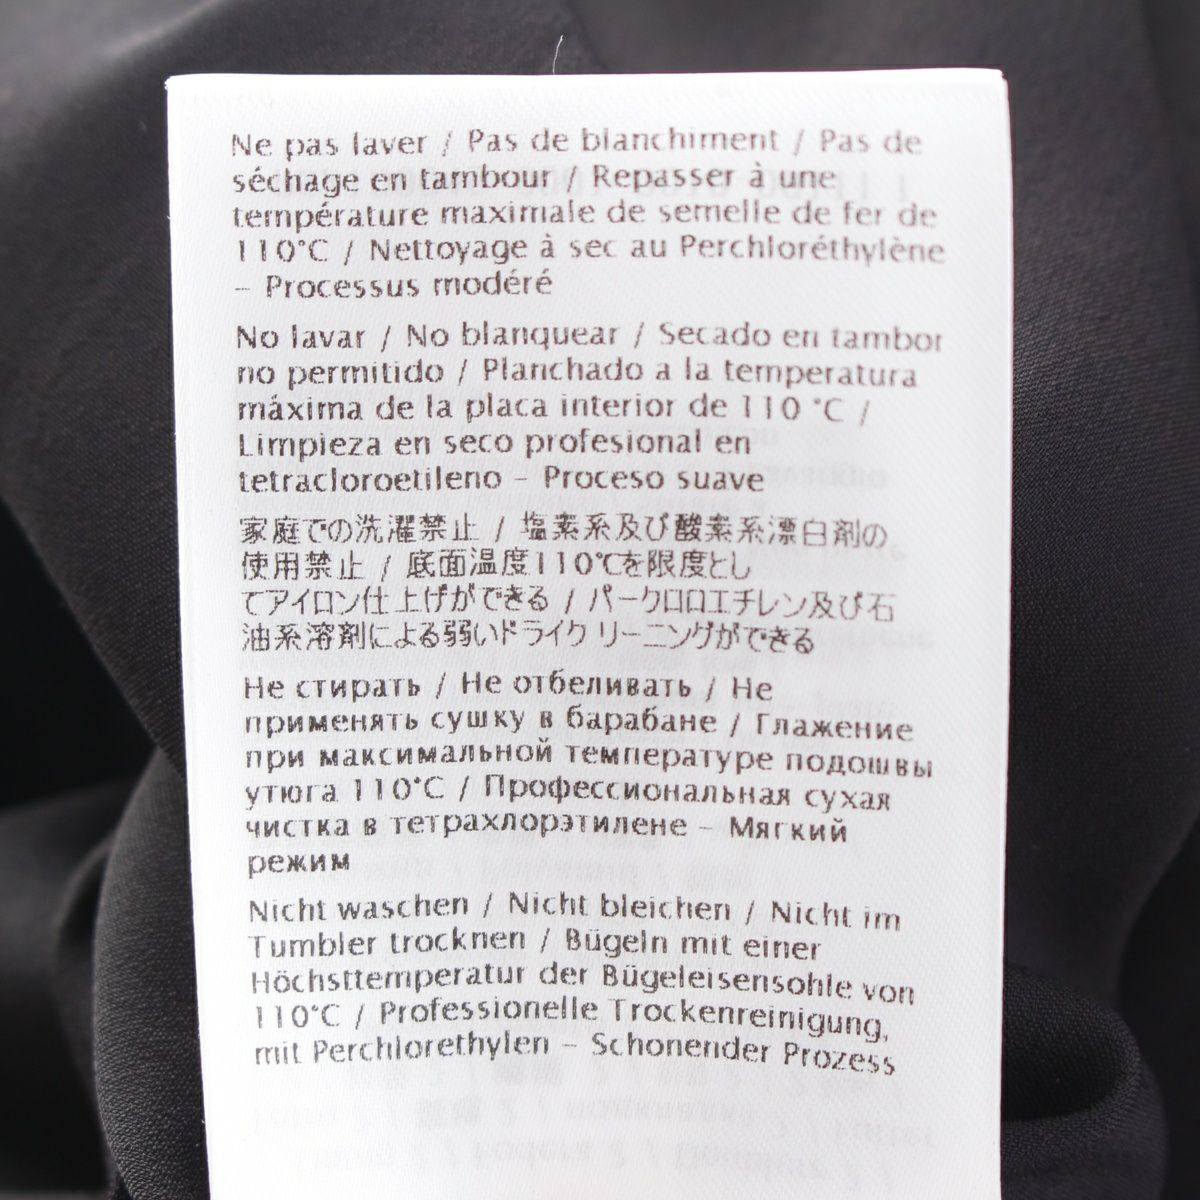 Ne pas laver / Pas de blanchiment / Pas de
séchage en tambour / Repasser à une
température maximale de semelle de fer de
110°C / Nettoyage à sec au Perchloréthylène
– Processus modéré
No lavar / No blanquear / Secado en tambor
no permitido / Planchado a la temperatura
máxima de la placa interior de 110 °C /
Limpieza en seco profesional en
tetracloroetileno – Proceso suave
家庭での洗濯禁止 / 塩素系及び酸素系漂白剤の
使用禁止 / 底面温度110℃を限度とし
てアイロン仕上げができる / パークロロエチレン及び石
油系溶剤による弱いドライクリーニングができる
Не стирать / Не отбеливать / Не
применять сушку в барабане / Глажение
при максимальной температуре подошвы
утюга 110°C / Профессиональная сухая
чистка в тетрахлорэтилене – Мягкий
режим
Nicht waschen / Nicht bleichen / Nicht im
Tumbler trocknen / Bügeln mit einer
Höchsttemperatur der Bügeleisensohle von
110°C / Professionelle Trockenreinigung,
mit Perchlorethylen – Schonender Prozess